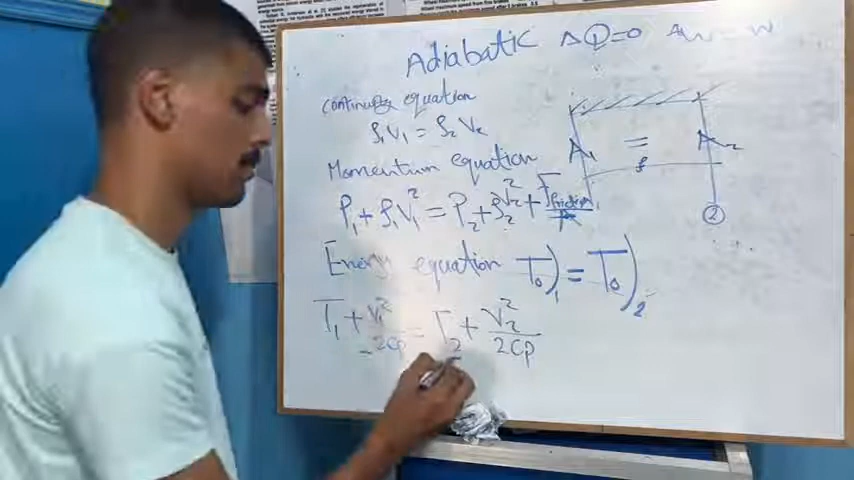 Adiabatic ΔQ=0
Continuity equation
ρ₁V₁ = ρ₂V₂
Momentum equation
P₁+ρ₁V₁² = P₂+ρ₂V₂²+F friction/A
Energy equation T₀)₁ = T₀)₂
T₁ + V₁²/2Cp = T₂ + V₂²/2Cp
A₁ = A₂
f
②